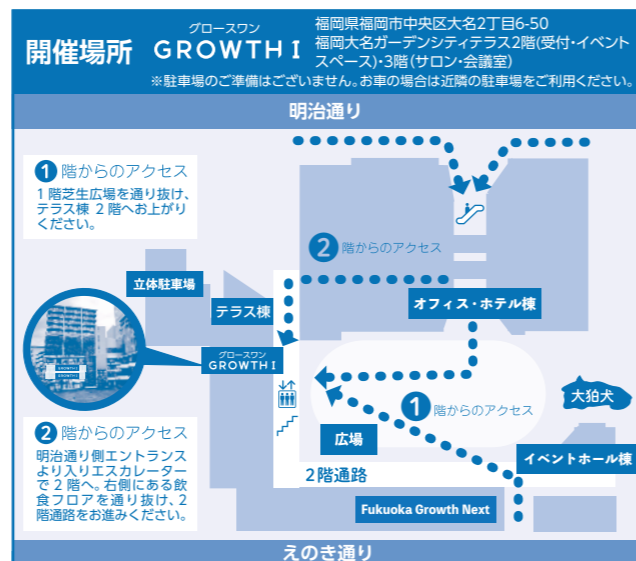 開催場所
グロースワン
GROWTH I
福岡県福岡市中央区大名2丁目6-50
福岡大名ガーデンシティテラス2階(受付・イベント
スペース)・3階(サロン・会議室)
※駐車場のご準備はございません。お車の場合は近隣の駐車場をご利用ください。
明治通り
1 階からのアクセス
1階芝生広場を通り抜け、
テラス棟 2階へお上がり
ください。
2 階からのアクセス
立体駐車場
テラス棟
オフィス・ホテル棟
グロースワン
GROWTH I
GROWTH I
GROWTH I
大狛犬
1 階からのアクセス
2 階からのアクセス
明治通り側エントランス
より入りエスカレーター
で2階へ。右側にある飲
食フロアを通り抜け、2
階通路をお進みください。
広場
イベントホール棟
2階通路
Fukuoka Growth Next
えのき通り